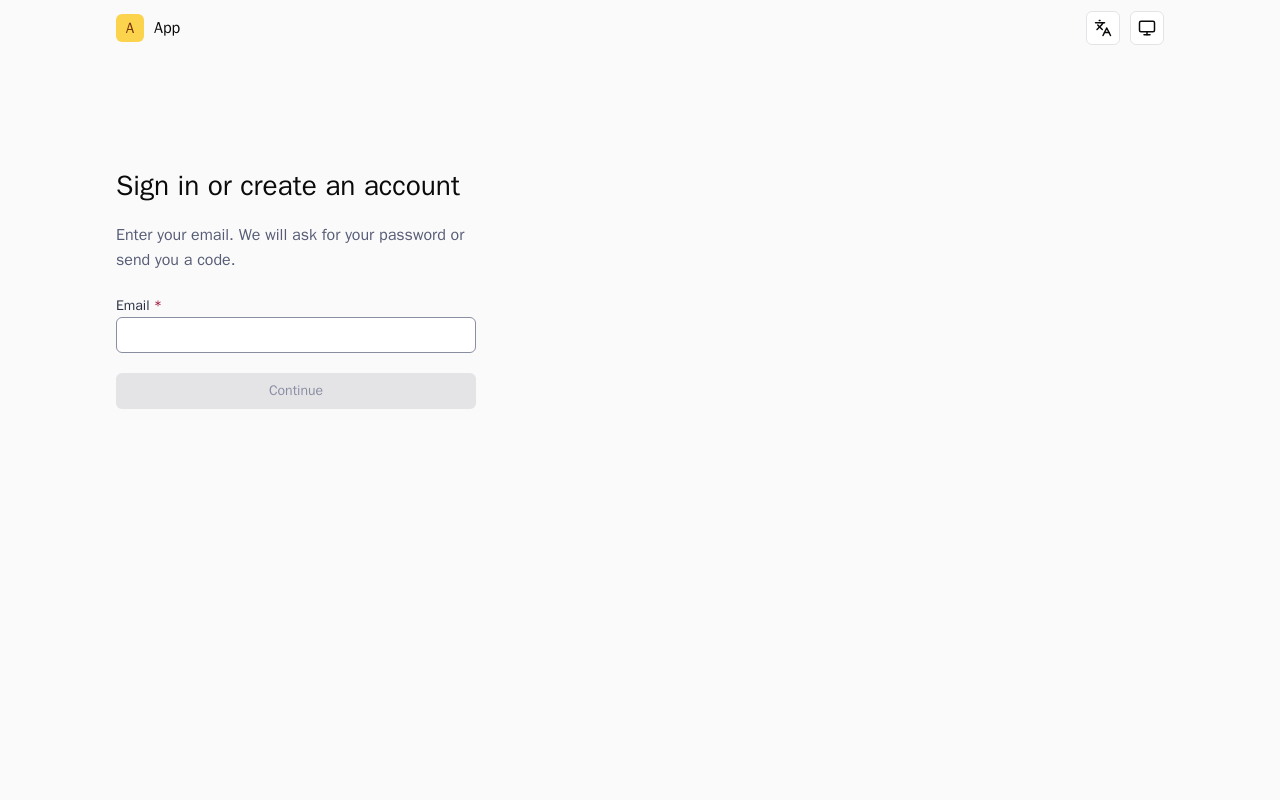 A App
Sign in or create an account
Enter your email. We will ask for your password or
send you a code.
Email *
Continue